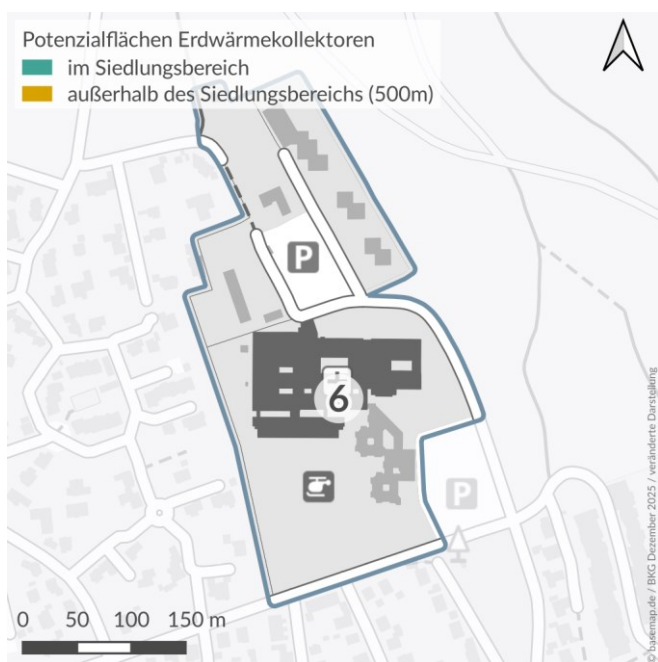 Potenzialflächen Erdwärmekollektoren
im Siedlungsbereich
außerhalb des Siedlungsbereichs (500m)
P
6
P
0 50 100 150 m
© basemap.de / BKG Dezember 2025 / veränderte Darstellung